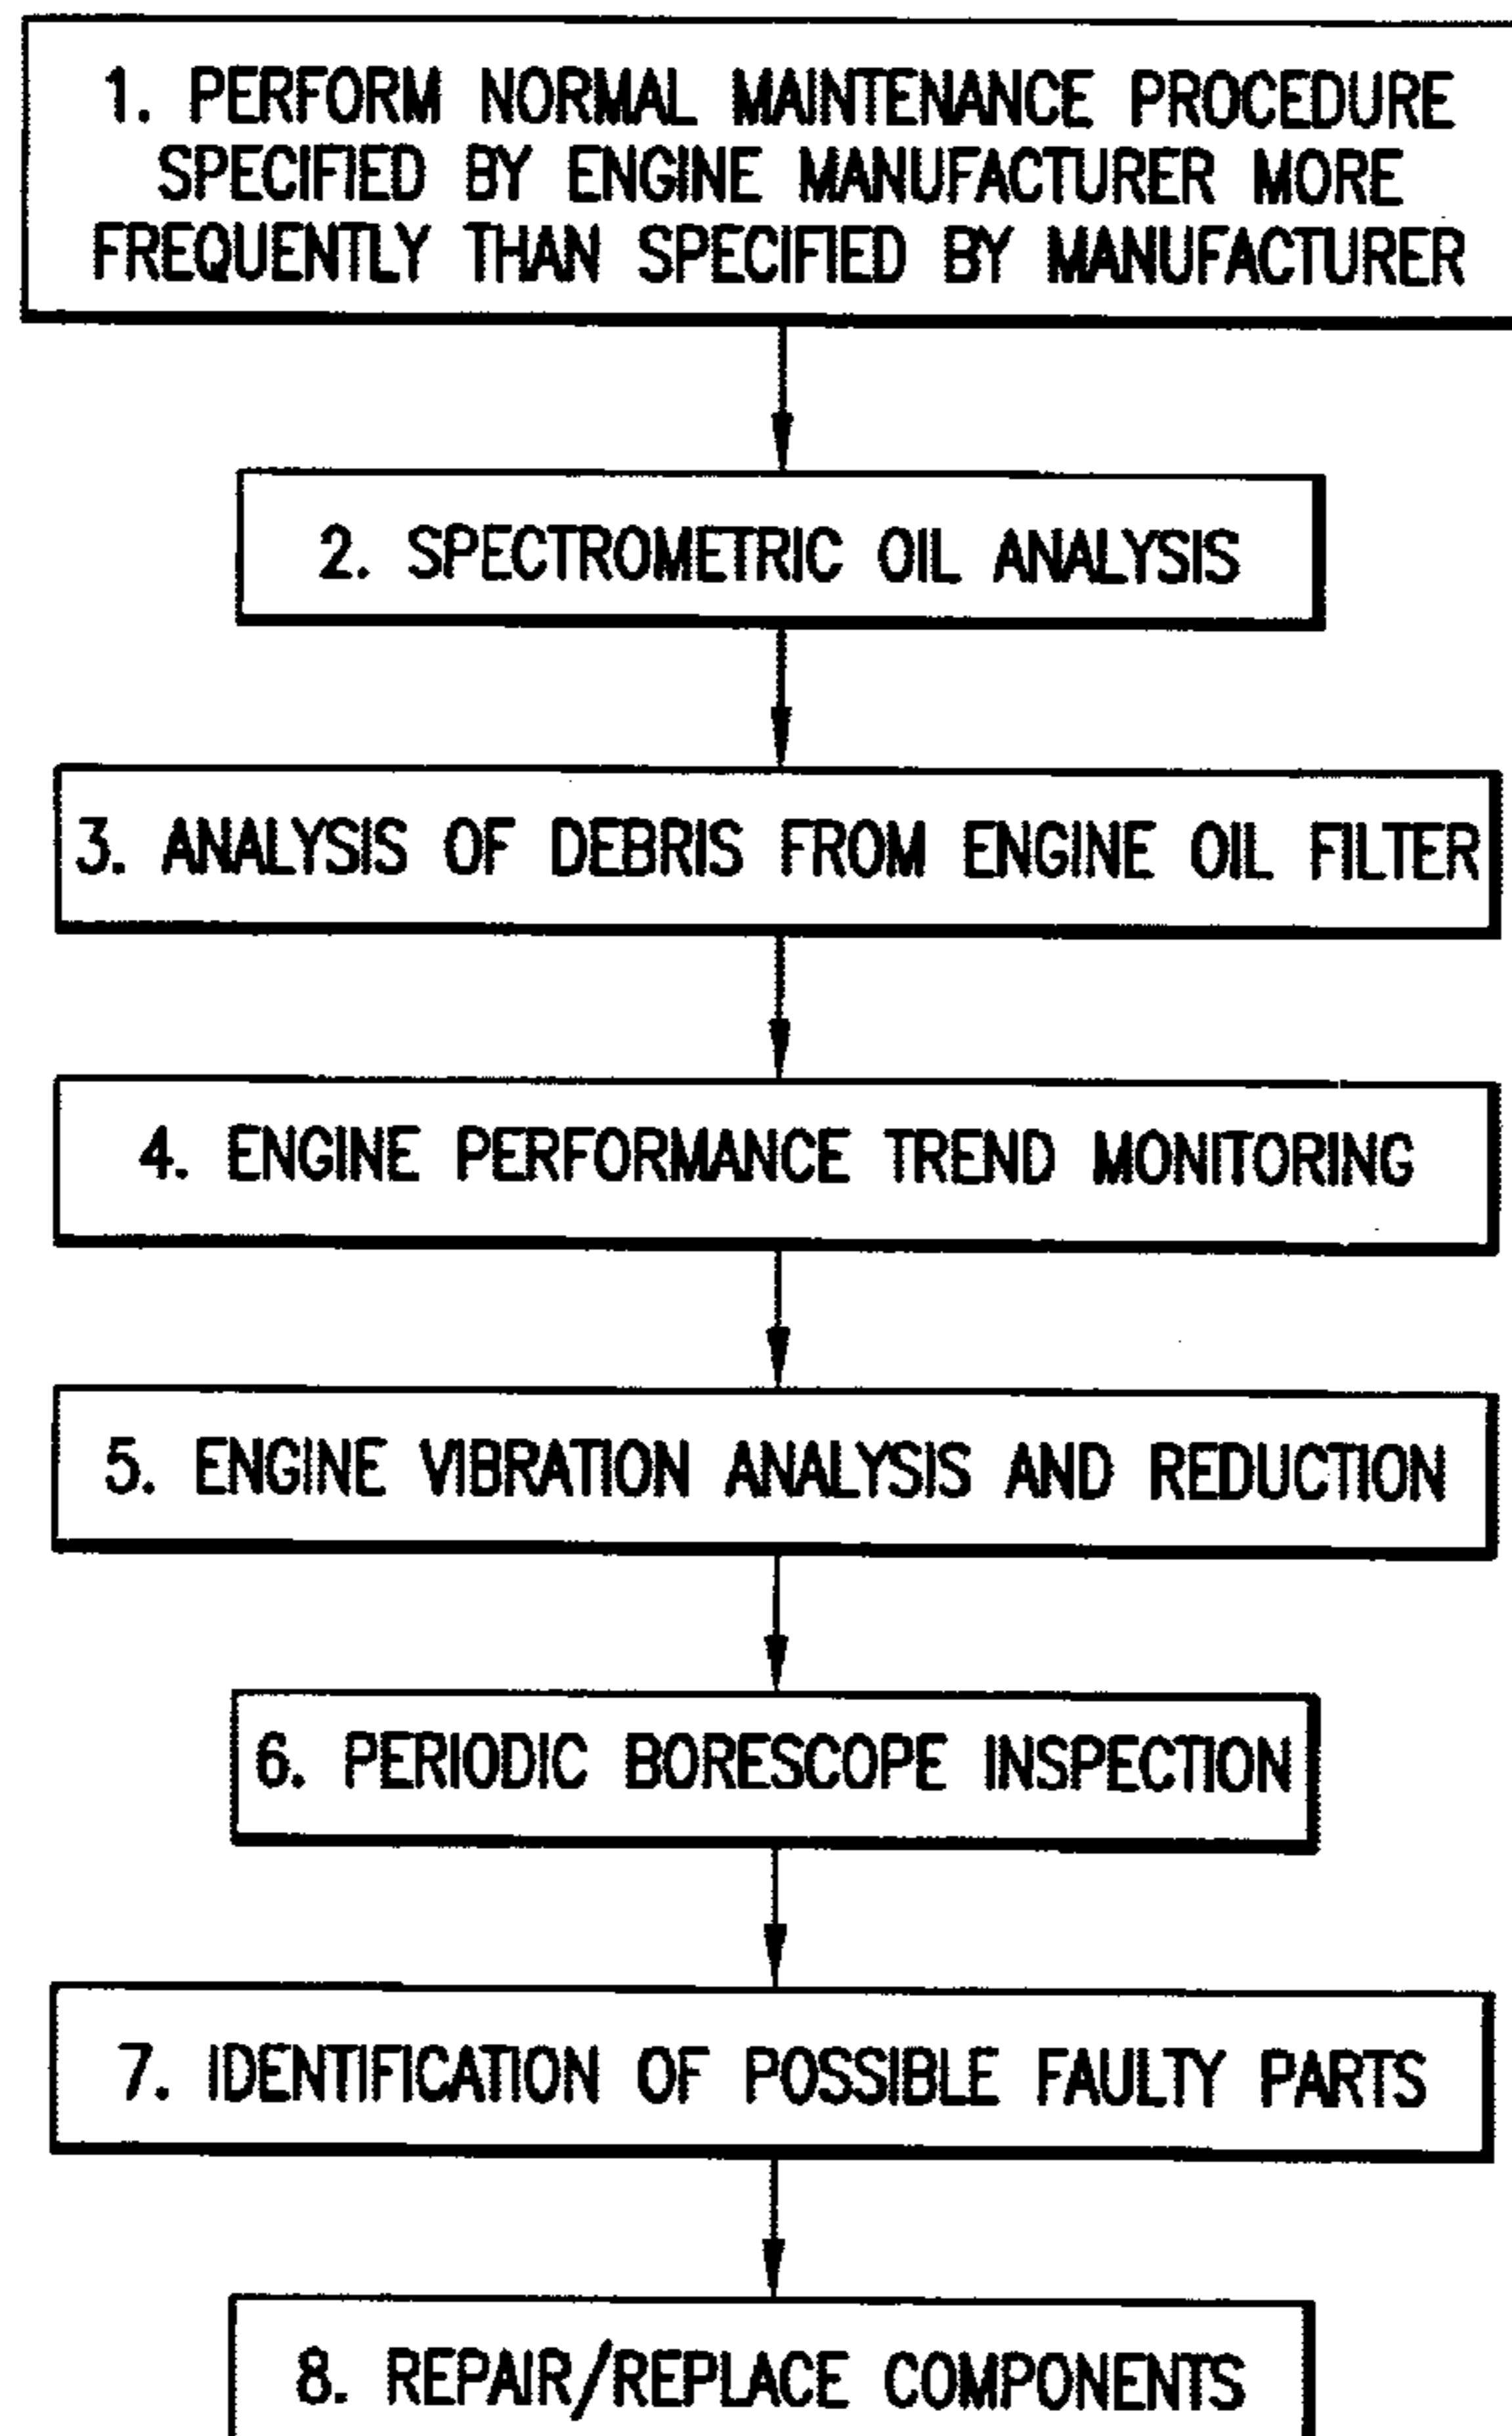 1. PERFORM NORMAL MAINTENANCE PROCEDURE
SPECIFIED BY ENGINE MANUFACTURER MORE
FREQUENTLY THAN SPECIFIED BY MANUFACTURER
2. SPECTROMETRIC OIL ANALYSIS
3. ANALYSIS OF DEBRIS FROM ENGINE OIL FILTER
4. ENGINE PERFORMANCE TREND MONITORING
5. ENGINE VIBRATION ANALYSIS AND REDUCTION
6. PERIODIC BORESCOPE INSPECTION
7. IDENTIFICATION OF POSSIBLE FAULTY PARTS
8. REPAIR/REPLACE COMPONENTS